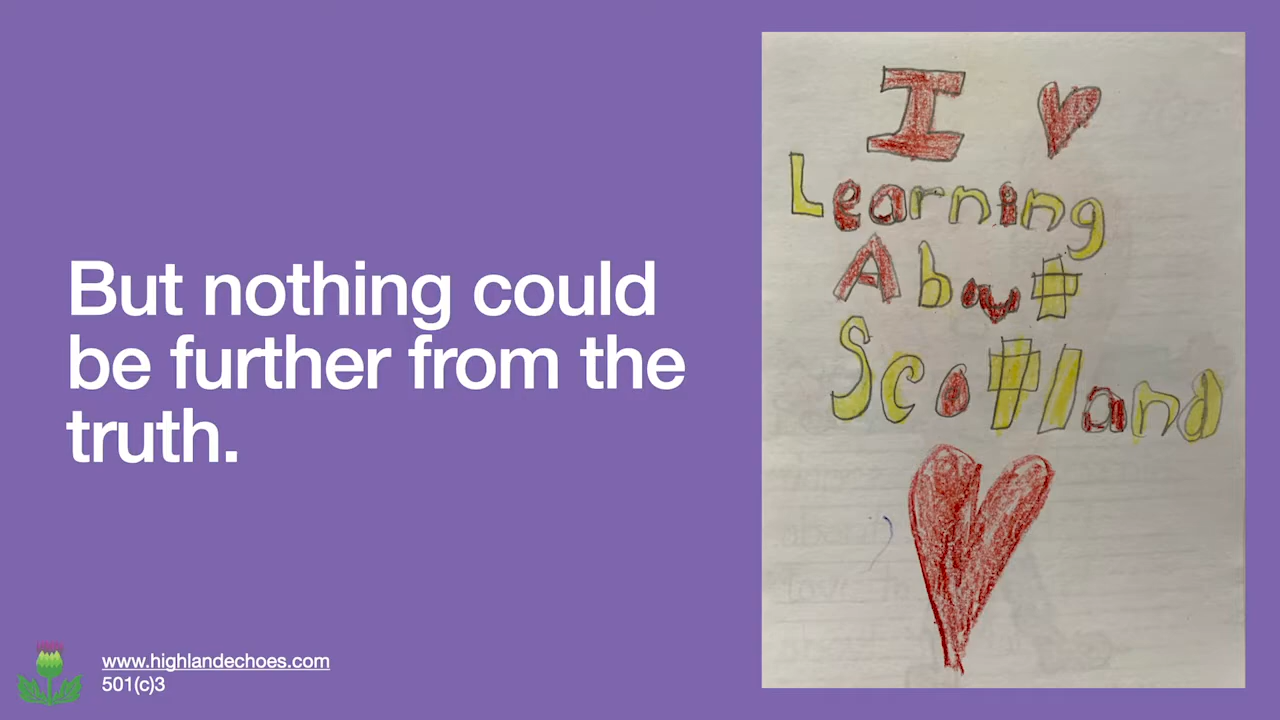 But nothing could
be further from the
truth.
www.highlandechoes.com
501(c)3
I
Learning
About
Scotland